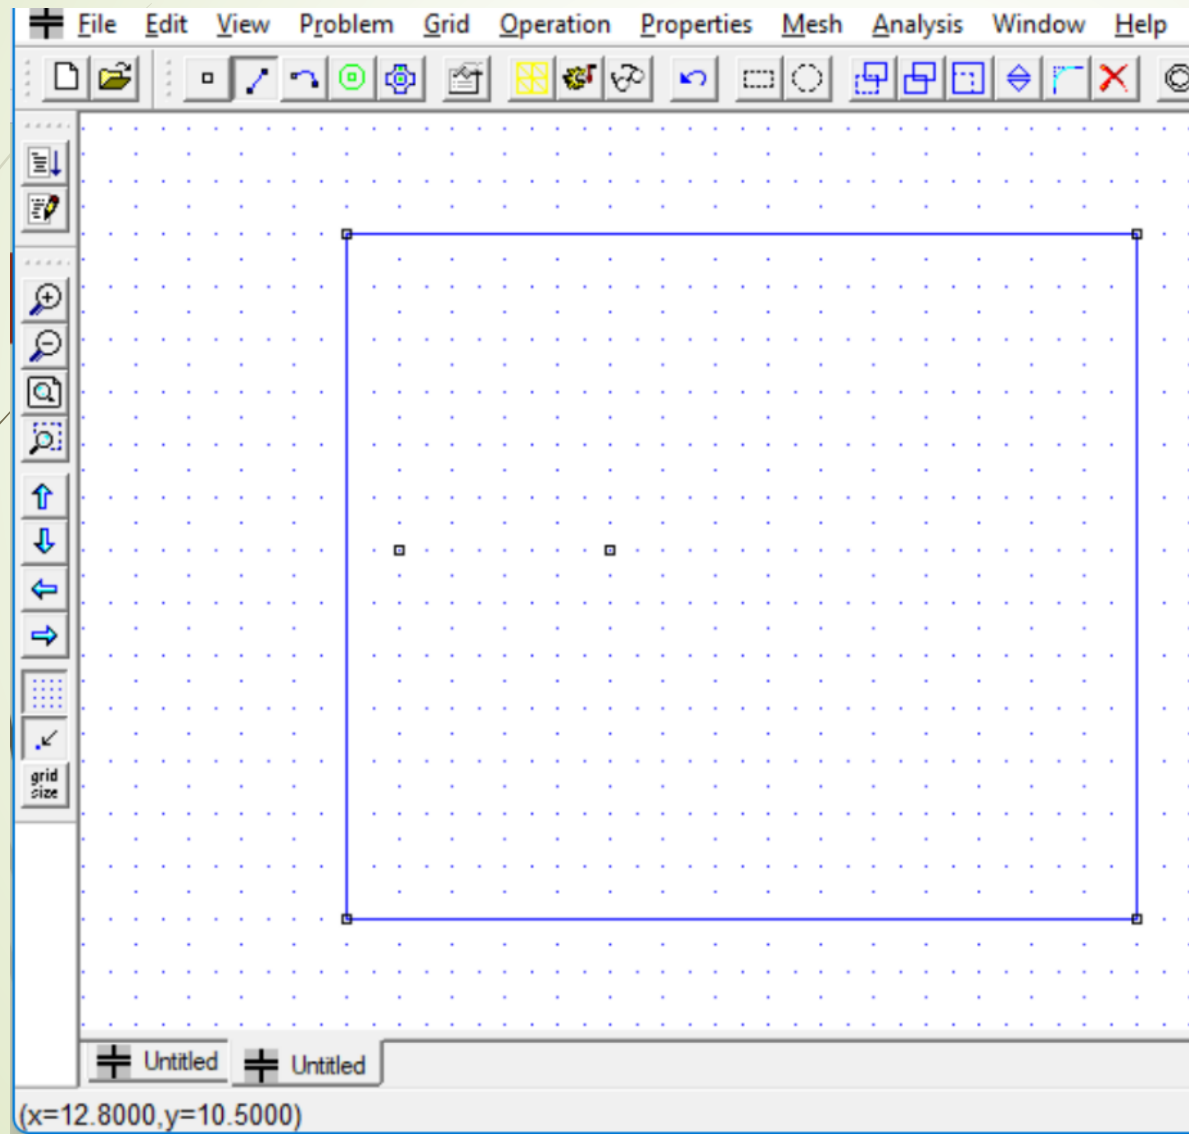 File Edit View Problem Grid Operation Properties Mesh Analysis Window Help
grid
size
Untitled Untitled
(x=12.8000,y=10.5000)